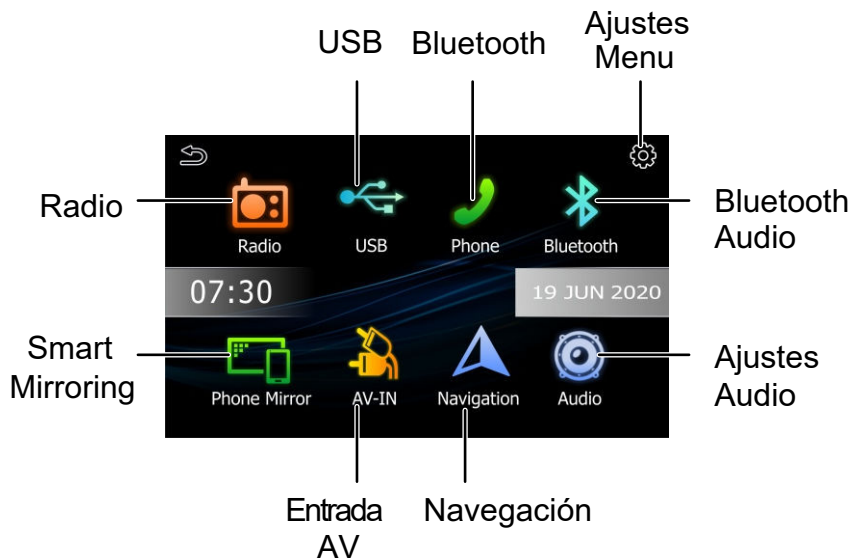 Ajustes
Menu
USB
Bluetooth
Radio
Bluetooth
Audio
Radio
USB
Phone
Bluetooth
07:30
19 JUN 2020
Smart
Mirroring
Ajustes
Audio
Phone Mirror
AV-IN
Navigation
Audio
Entrada
AV
Navegación